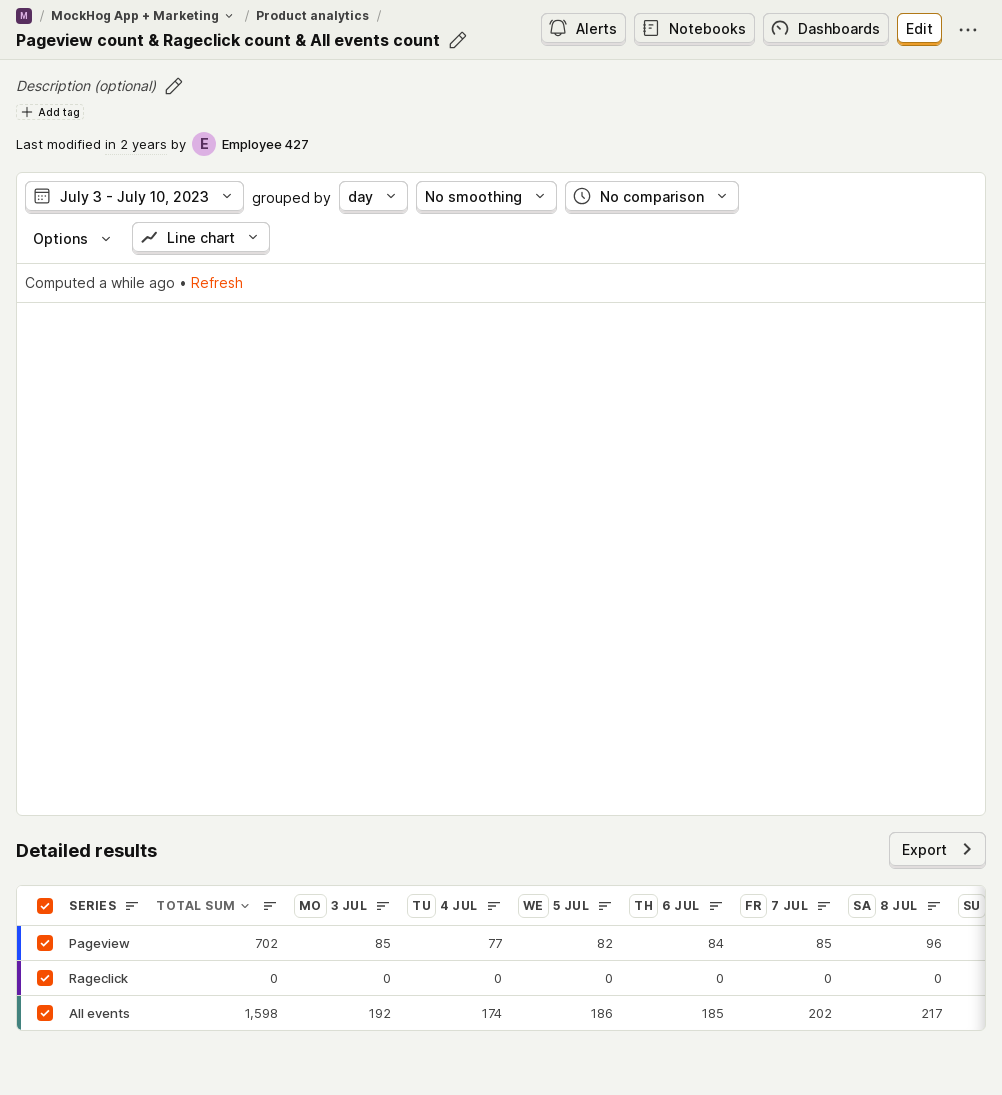 M / MockHog App + Marketing / Product analytics /
Pageview count & Rageclick count & All events count
Alerts Notebooks Dashboards Edit
Description (optional)
Add tag
Last modified in 2 years by E Employee 427
July 3 - July 10, 2023 grouped by day No smoothing No comparison
Options Line chart
Computed a while ago • Refresh
Detailed results
Export
SERIES TOTAL SUM MO 3 JUL TU 4 JUL WE 5 JUL TH 6 JUL FR 7 JUL SA 8 JUL SU
Pageview 702 85 77 82 84 85 96
Rageclick 0 0 0 0 0 0 0
All events 1,598 192 174 186 185 202 217